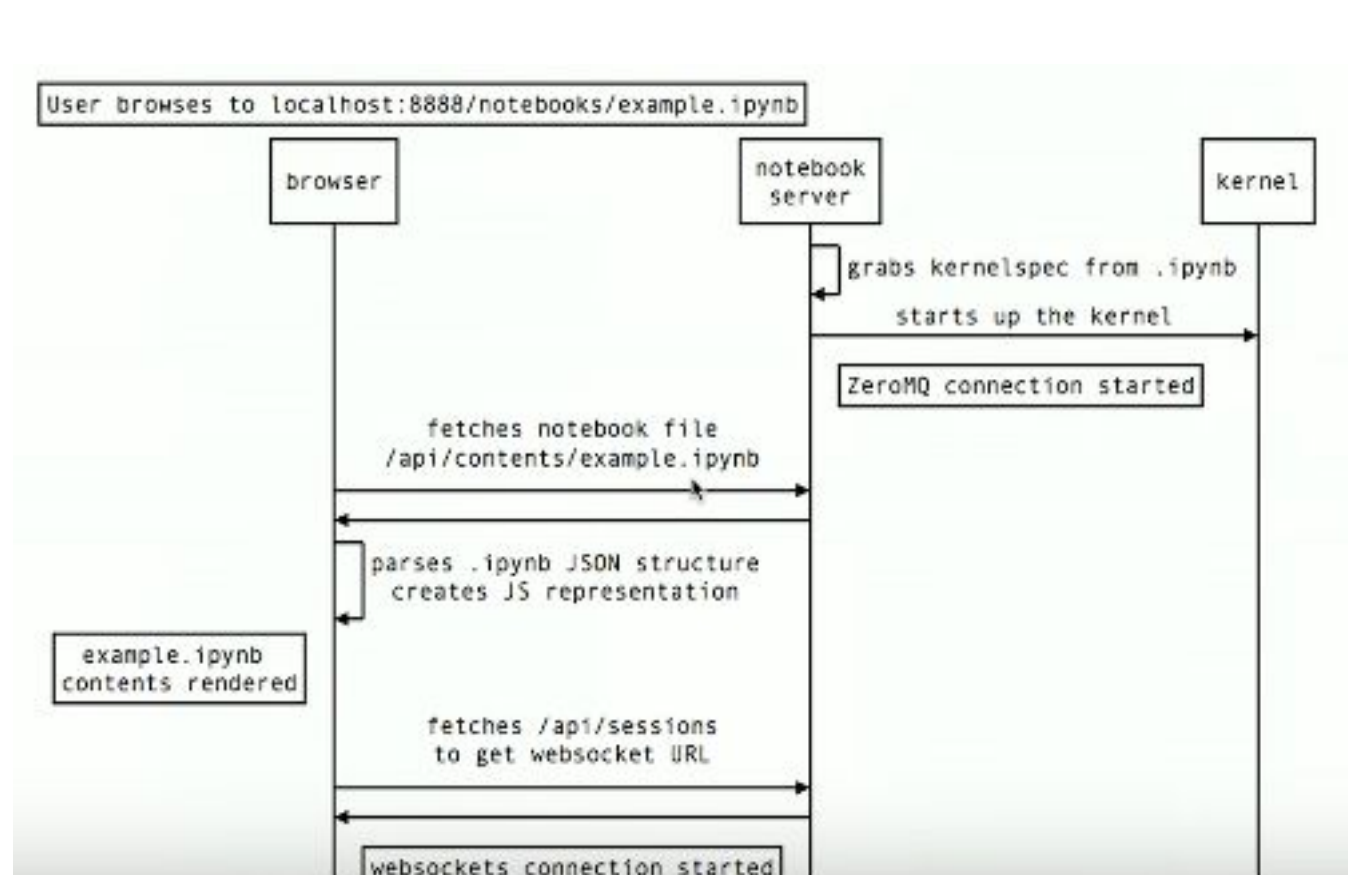 User browses to localhost:8888/notebooks/example.ipynb
browser
notebook
server
kernel
grabs kernelspec from .ipynb
starts up the kernel
ZeroMQ connection started
fetches notebook file
/api/contents/example.ipynb
parses .ipynb JSON structure
creates JS representation
example.ipynb
contents rendered
fetches /api/sessions
to get websocket URL
websockets connection started